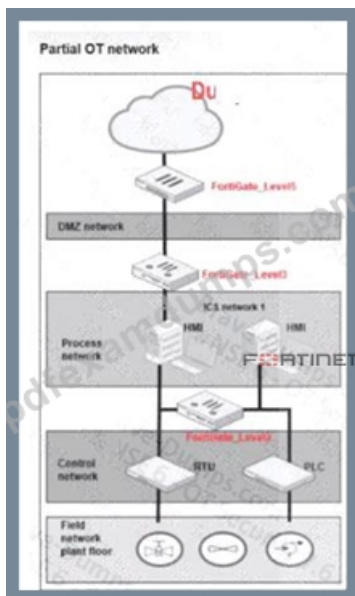 Partial OT network
Du
FortiGate_Level5
DMZ network
FortiGate_Level3
ICS network 1
HMI
HMI
Process
network
FORTINET
Control
network
RTU
PLC
Field
network
plant floor